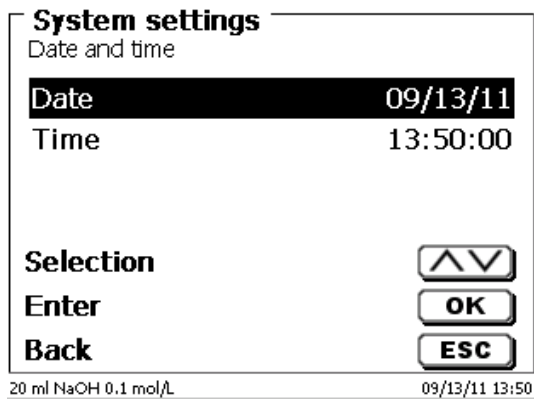 System settings
Date and time
Date 09/13/11
Time 13:50:00
Selection
Enter OK
Back ESC
20 ml NaOH 0.1 mol/L 09/13/11 13:50